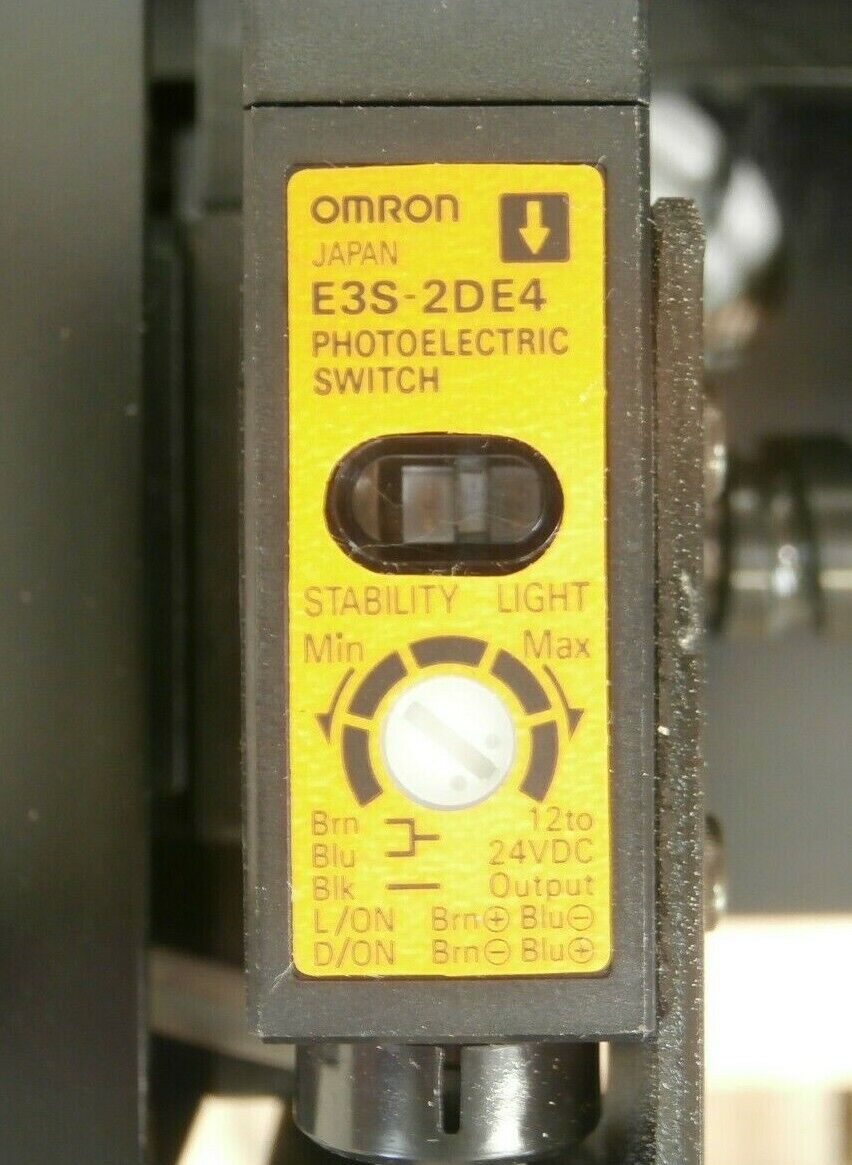 OMRON
JAPAN
E3S-2DE4
PHOTOELECTRIC
SWITCH
STABILITY LIGHT
Min Max
Brn 12to
Blu 24VDC
Blk — Output
L/ON Brn⊕ Blu⊖
D/ON Brn⊖ Blu⊕